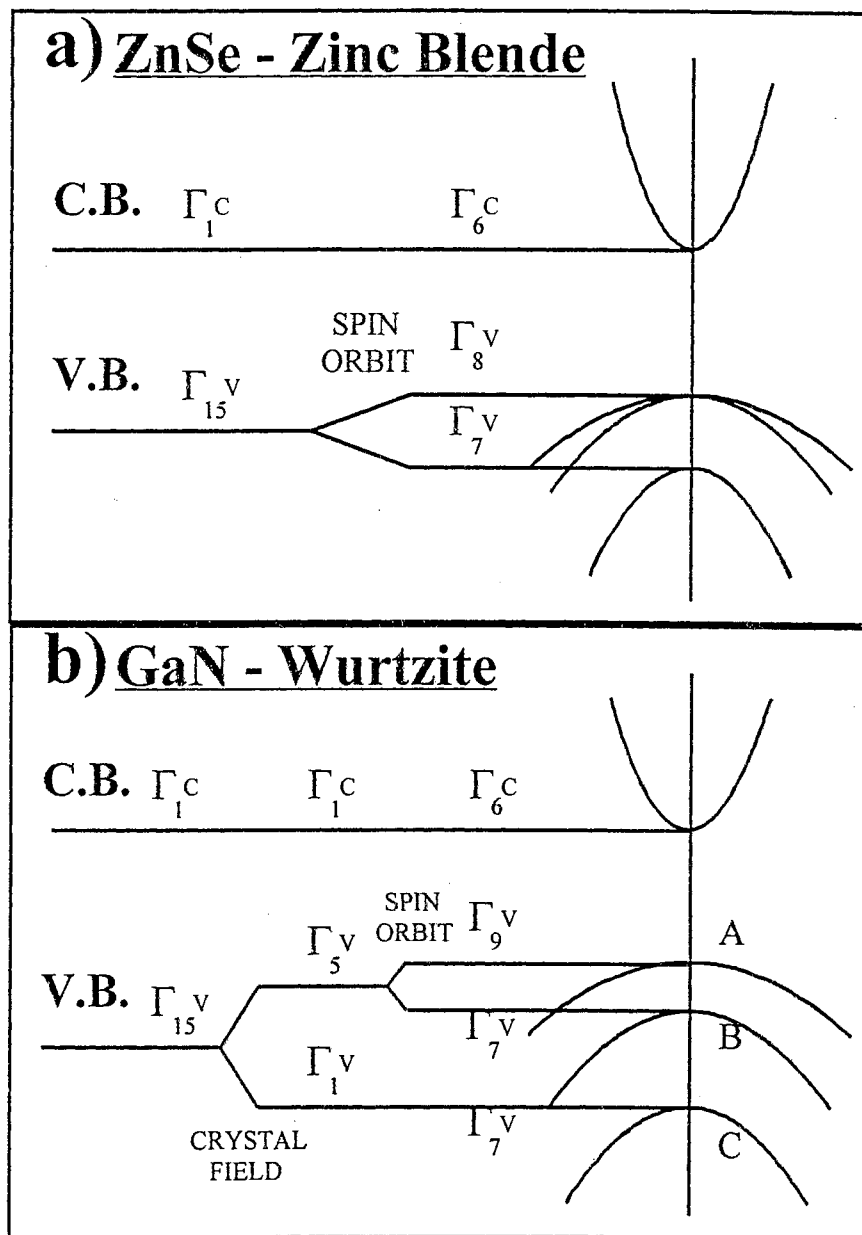 a) ZnSe - Zinc Blende
C.B. Γ₁ᶜ Γ₆ᶜ
SPIN ORBIT
Γ₈ⱽ
V.B. Γ₁₅ⱽ
Γ₇ⱽ
b) GaN - Wurtzite
C.B. Γ₁ᶜ Γ₁ᶜ Γ₆ᶜ
SPIN
ORBIT
Γ₅ⱽ
Γ₉ⱽ
A
V.B. Γ₁₅ⱽ
Γ₇ⱽ
B
Γ₁ⱽ
Γ₇ⱽ
C
CRYSTAL
FIELD